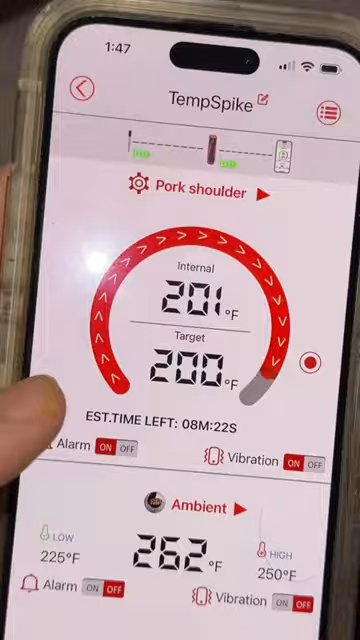 1:47
TempSpike
Pork shoulder
Internal
201°F
Target
200°F
EST.TIME LEFT: 08M:22S
Alarm ON OFF Vibration ON OFF
Ambient
LOW 262°F HIGH
225°F 250°F
Alarm ON OFF Vibration ON OFF